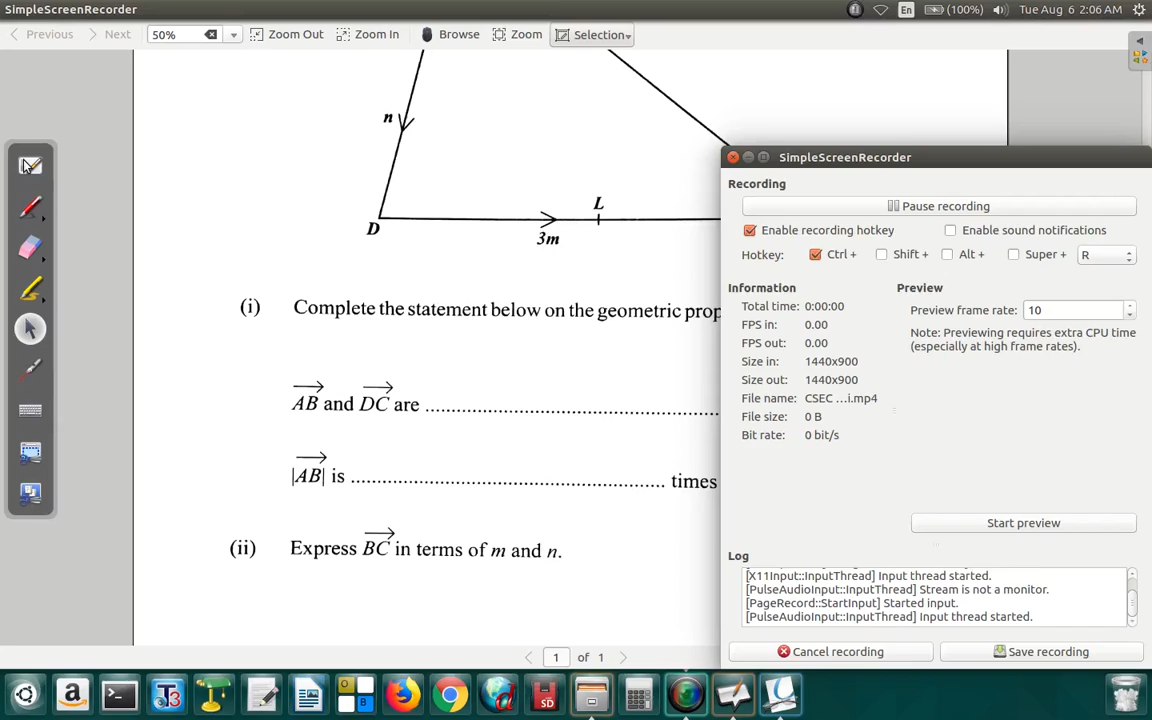 SimpleScreenRecorder
En
(100%)
Tue Aug 6 2:06 AM
Previous
Next
50%
Zoom Out
Zoom In
Browse
Zoom
Selection
n
D
3m
L
(i) Complete the statement below on the geometric prop
AB and DC are ..........................................................
|AB| is .............................................................. times
(ii) Express BC in terms of m and n.
1 of 1
SimpleScreenRecorder
Recording
Pause recording
Enable recording hotkey
Enable sound notifications
Hotkey: Ctrl + Shift + Alt + Super + R
Information
Total time: 0:00:00
FPS in: 0.00
FPS out: 0.00
Size in: 1440x900
Size out: 1440x900
File name: CSEC ...i.mp4
File size: 0 B
Bit rate: 0 bit/s
Preview
Preview frame rate: 10
Note: Previewing requires extra CPU time
(especially at high frame rates).
Start preview
Log
[X11Input::InputThread] Input thread started.
[PulseAudioInput::InputThread] Stream is not a monitor.
[PageRecord::StartInput] Started input.
[PulseAudioInput::InputThread] Input thread started.
Cancel recording
Save recording
a
T3
O
B
SD